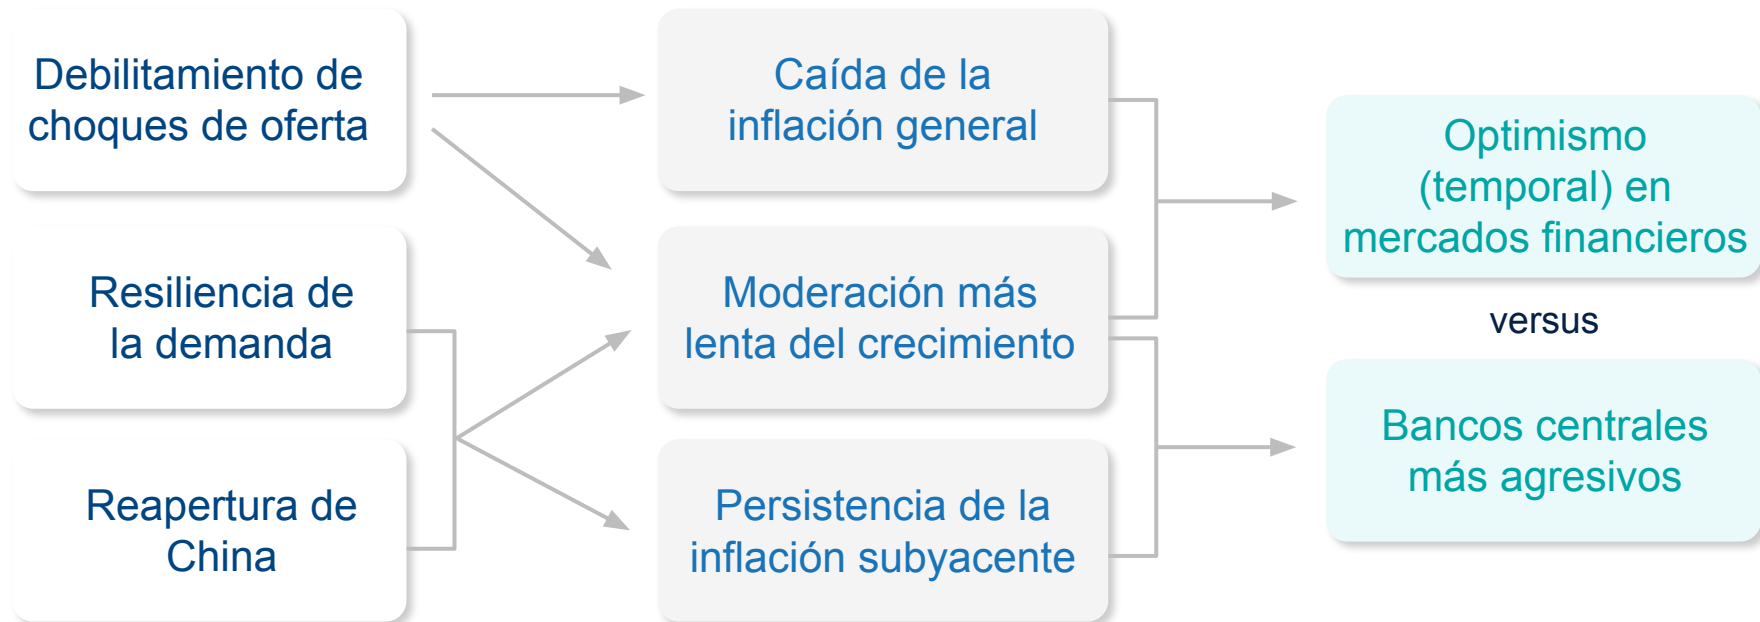 Debilitamiento de
choques de oferta
Resiliencia de
la demanda
Reapertura de
China
Caída de la
inflación general
Moderación más
lenta del crecimiento
Persistencia de la
inflación subyacente
Optimismo
(temporal) en
mercados financieros
versus
Bancos centrales
más agresivos